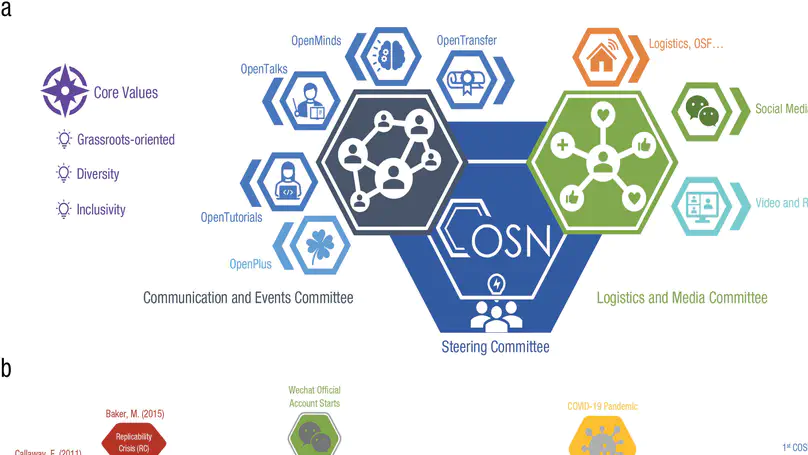 a
OpenMinds
OpenTransfer
Logistics, OSF...
OpenTalks
Core Values
Social Media
Grassroots-oriented
Diversity
Inclusivity
OpenTutorials
Video and R
OpenPlus
COSN
Communication and Events Committee
Logistics and Media Committee
Steering Committee
b
Wechat Official
Account Starts
Baker, M. (2015)
COVID-19 Pandemic
Replicability
Crisis (RC)
Callaway, E. (2011)
1st COS